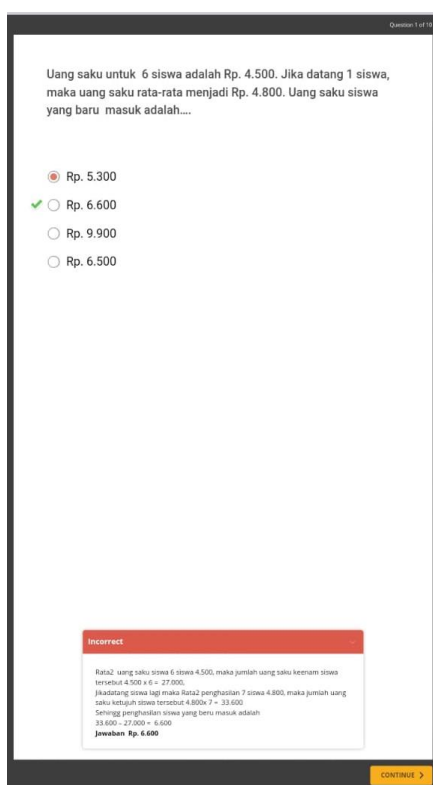 Question 1 of 10
Uang saku untuk 6 siswa adalah Rp. 4.500. Jika datang 1 siswa,
maka uang saku rata-rata menjadi Rp. 4.800. Uang saku siswa
yang baru masuk adalah....
Rp. 5.300
Rp. 6.600
Rp. 9.900
Rp. 6.500
Incorrect
Rata2 uang saku siswa 6 siswa 4.500, maka jumlah uang saku keenam siswa
tersebut 4.500 x 6 = 27.000,
Jikadatang siswa lagi maka Rata2 penghasilan 7 siswa 4.800, maka jumlah uang
saku ketujuh siswa tersebut 4.800x 7 = 33.600
Sehingg penghasilan siswa yang beru masuk adalah
33.600 – 27.000 = 6.600
Jawaban Rp. 6.600
CONTINUE